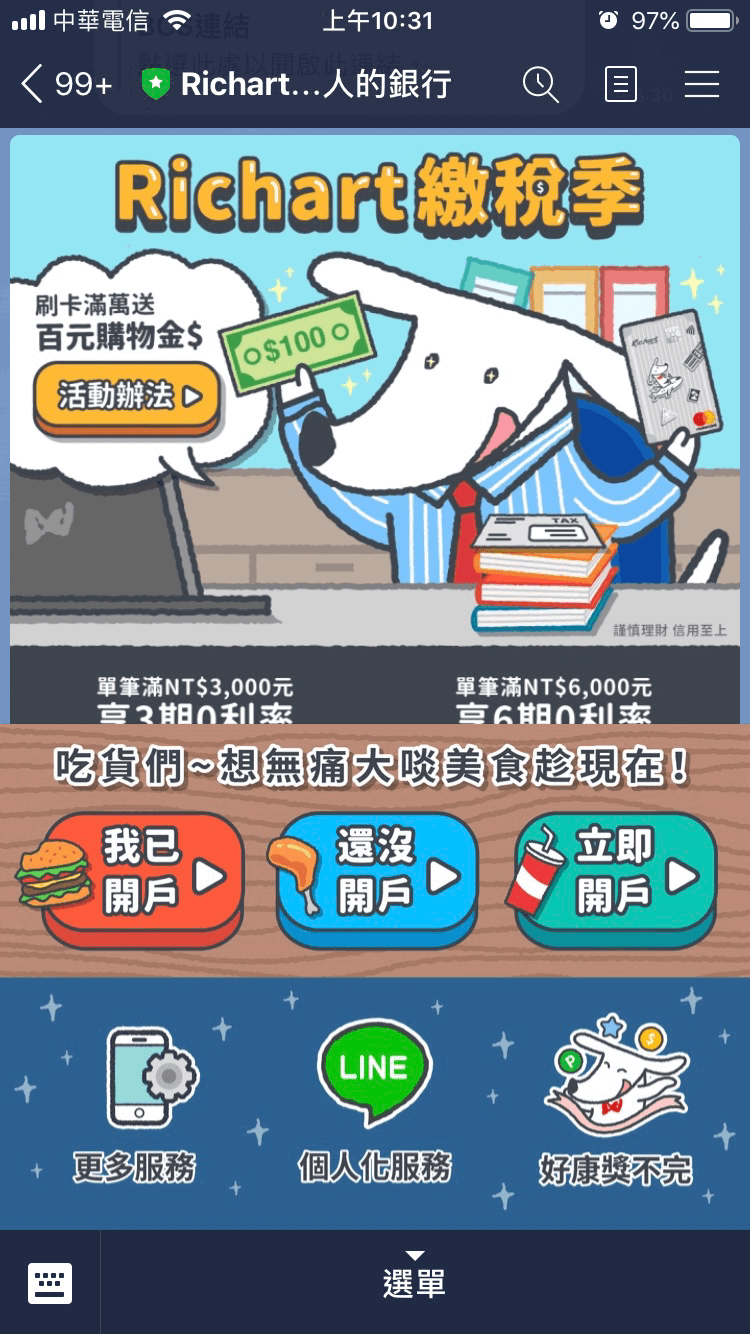 中華電信
上午10:31
97%
99+
Richart...人的銀行
Richart繳稅季
刷卡滿萬送
百元購物金$
活動辦法
$100
Richart
TAX
謹慎理財 信用至上
單筆滿NT$3,000元
單筆滿NT$6,000元
享3期0利率
享6期0利率
吃貨們~想無痛大啖美食趁現在!
我已
開戶
還沒
開戶
立即
開戶
LINE
更多服務
個人化服務
好康獎不完
選單